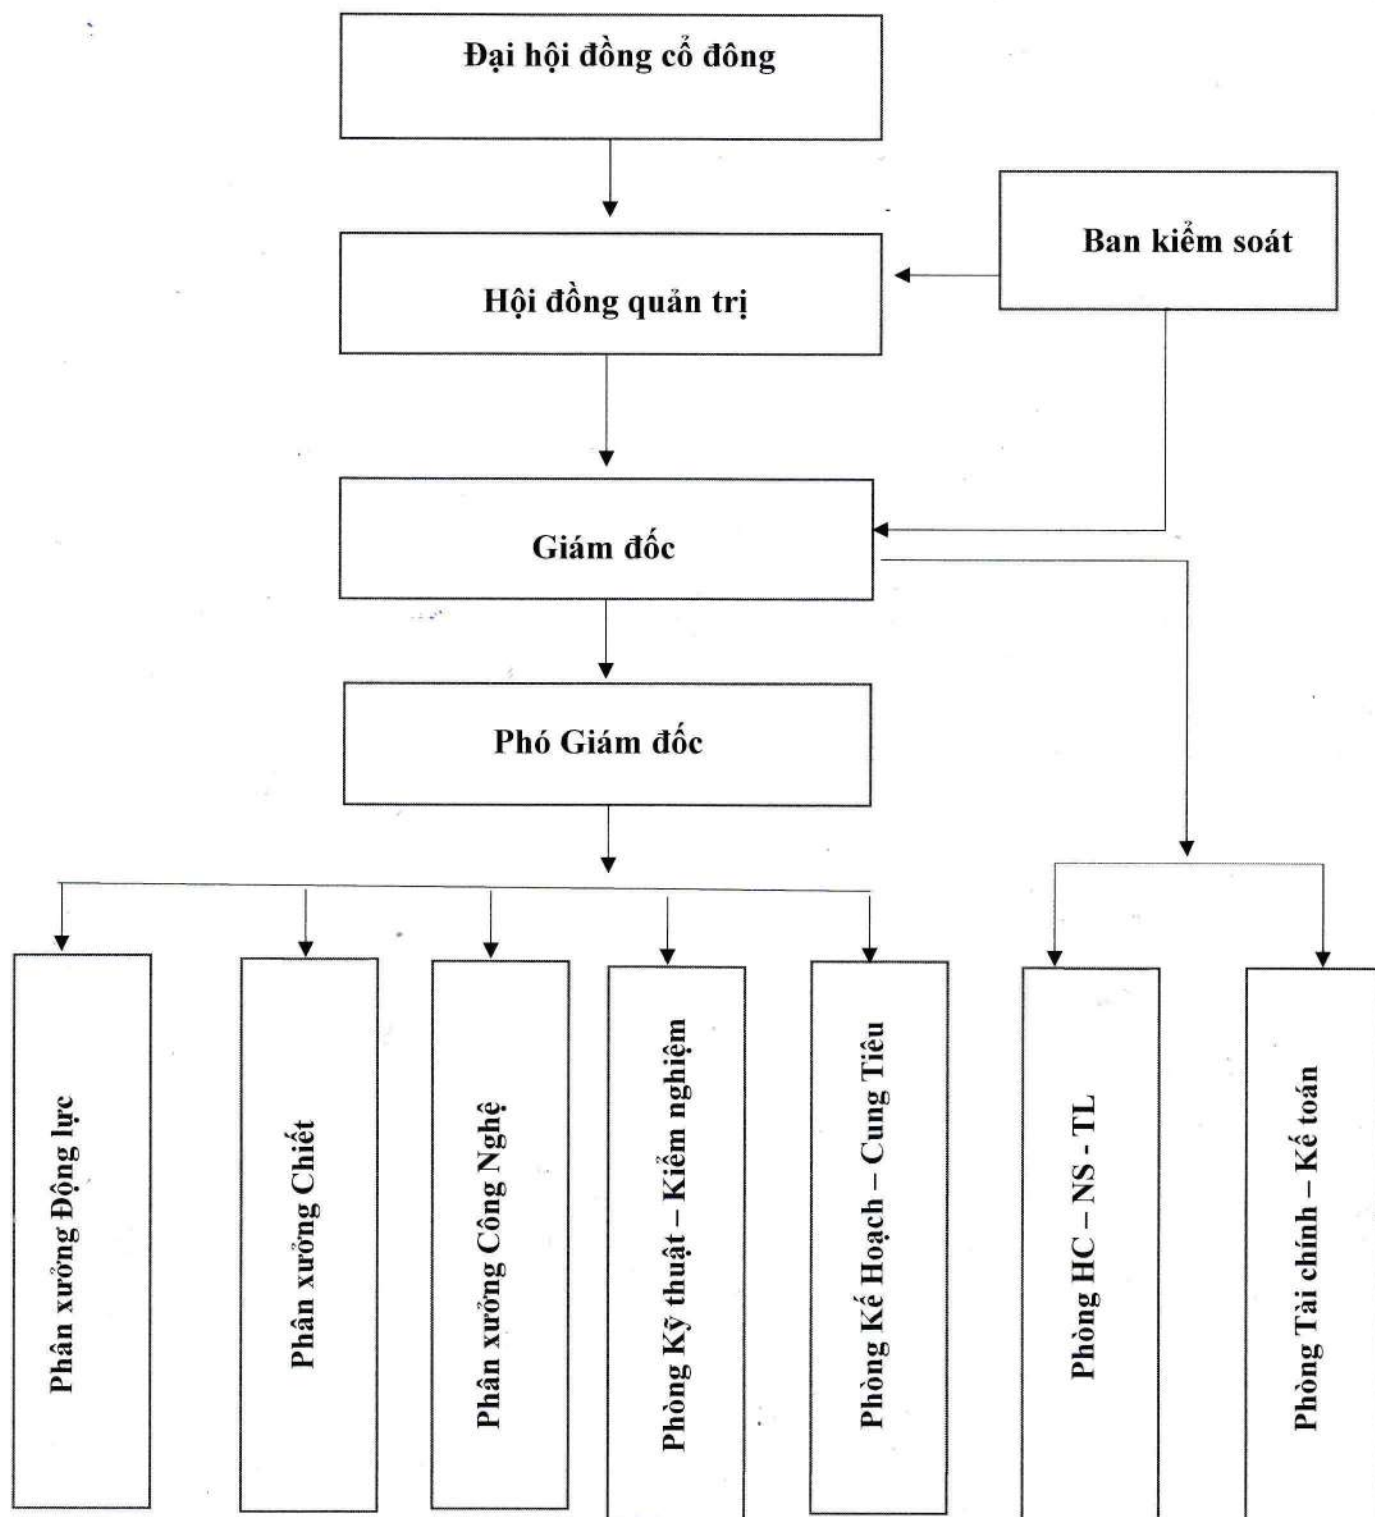 Đại hội đồng cổ đông
Ban kiểm soát
Hội đồng quản trị
Giám đốc
Phó Giám đốc
Phân xưởng Động lực
Phân xưởng Chiết
Phân xưởng Công Nghệ
Phòng Kỹ thuật – Kiểm nghiệm
Phòng Kế Hoạch – Cung Tiêu
Phòng HC – NS - TL
Phòng Tài chính – Kế toán